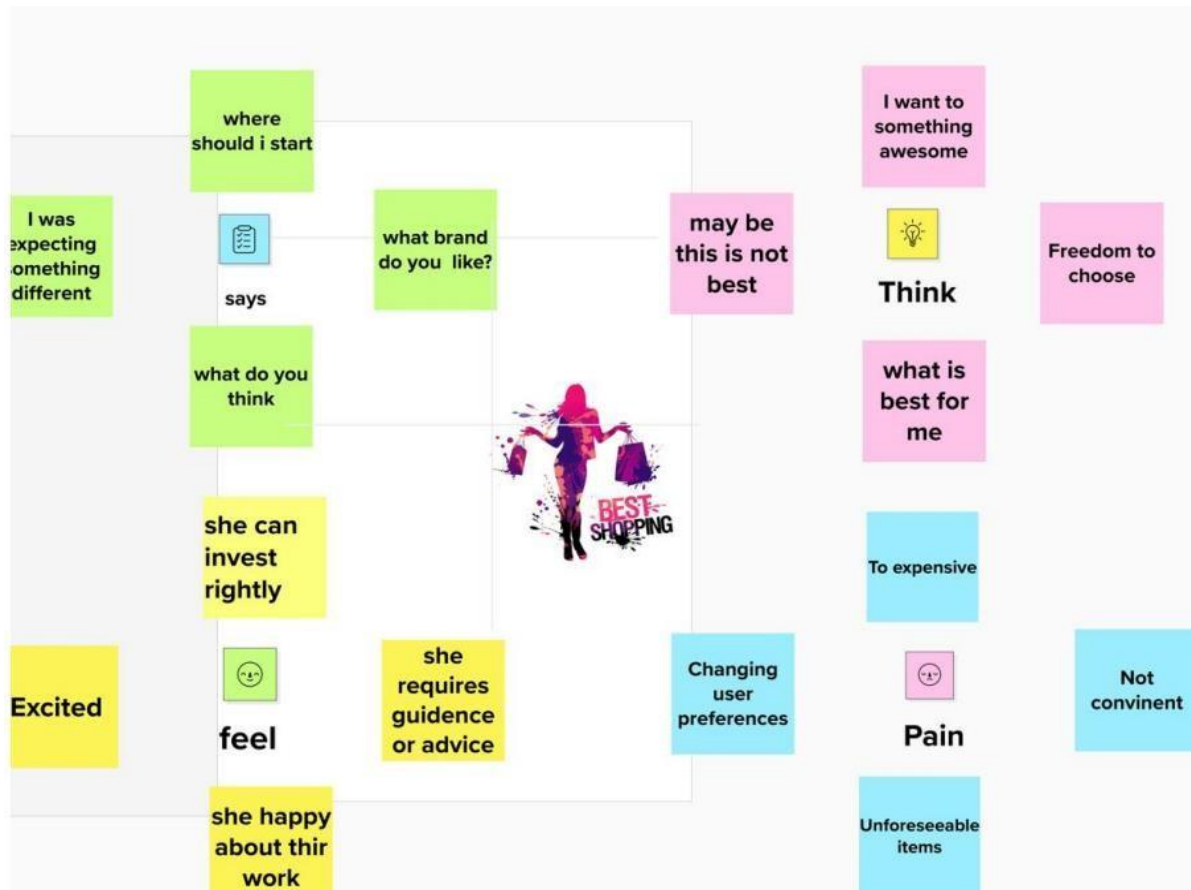 where
should i start
I was
expecting
something
different
says
what brand
do you like?
what do you
think
I want to
something
awesome
may be
this is not
best
Think
Freedom to
choose
what is
best for
me
BEST
SHOPPING
she can
invest
rightly
Excited
feel
she
requires
guidence
or advice
she happy
about thir
work
To expensive
Changing
user
preferences
Pain
Not
convinent
Unforeseeable
items